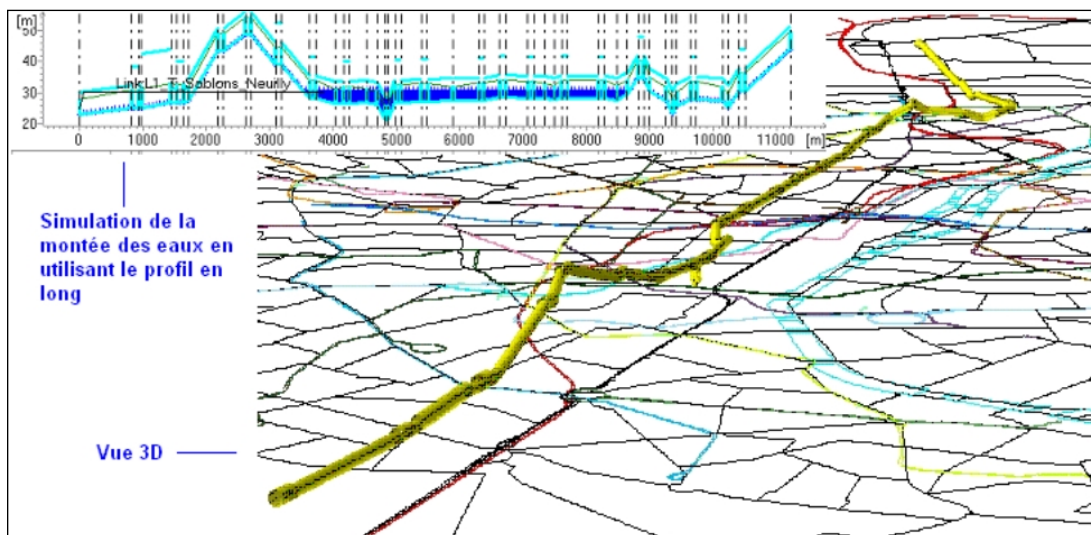 [m]
50
40
Link:L1_T_Sablons_Neuilly
30
20
0 1000 2000 3000 4000 5000 6000 7000 8000 9000 10000 11000 [m]
Simulation de la
montée des eaux en
utilisant le profil en
long
Vue 3D